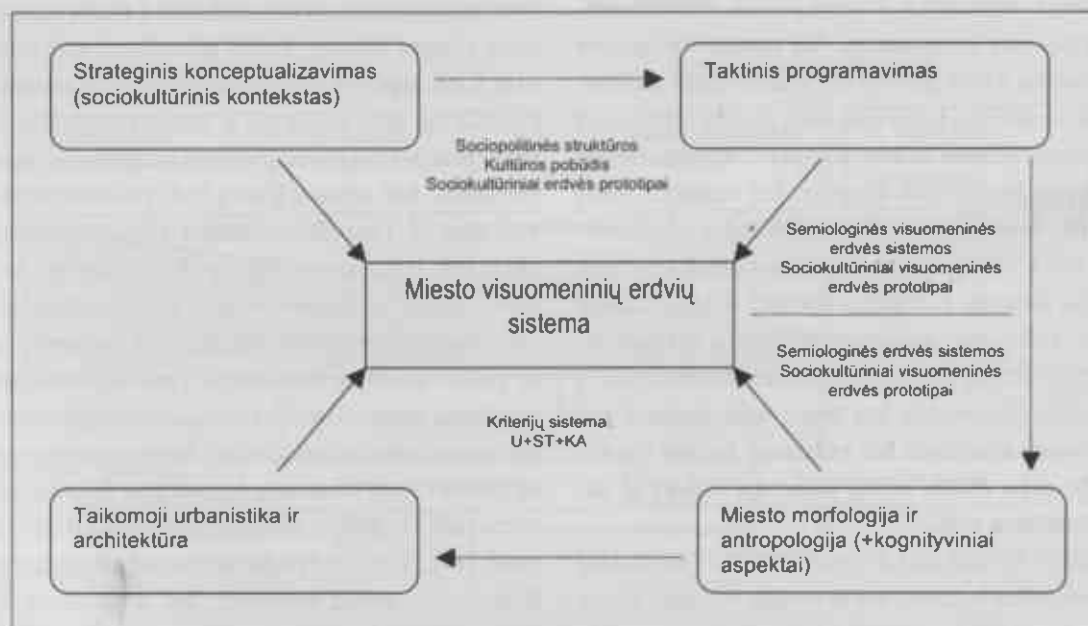 Strateginis konceptualizavimas
(sociokultūrinis kontekstas)
Taktinis programavimas
Sociopolitinės struktūros
Kultūros pobūdis
Sociokultūriniai erdvės prototipai
Semiologinės visuomeninės
erdvės sistemos
Sociokultūriniai visuomeninės
erdvės prototipai
Miesto visuomeninių erdvių
sistema
Semiologinės erdvės sistemos
Sociokultūriniai visuomeninės
erdvės prototipai
Kriterijų sistema
U+ST+KA
Taikomoji urbanistika ir
architektūra
Miesto morfologija ir
antropologija (+kognityviniai
aspektai)